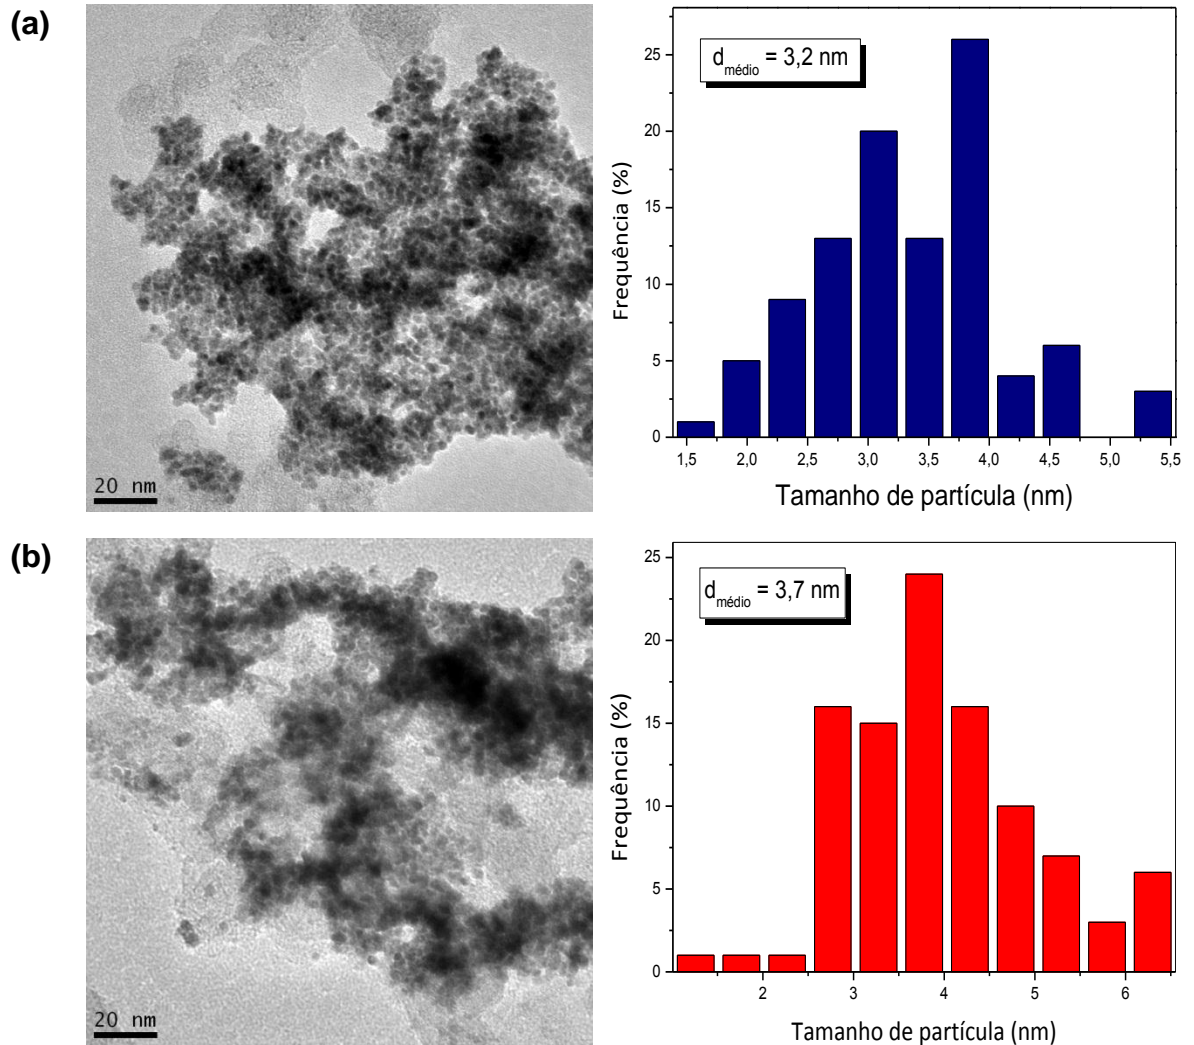 (a)
20 nm
d_médio = 3,2 nm
25
20
15
10
5
0
Frequência (%)
1,5 2,0 2,5 3,0 3,5 4,0 4,5 5,0 5,5
Tamanho de partícula (nm)
(b)
20 nm
d_médio = 3,7 nm
25
20
15
10
5
0
Frequência (%)
2 3 4 5 6
Tamanho de partícula (nm)